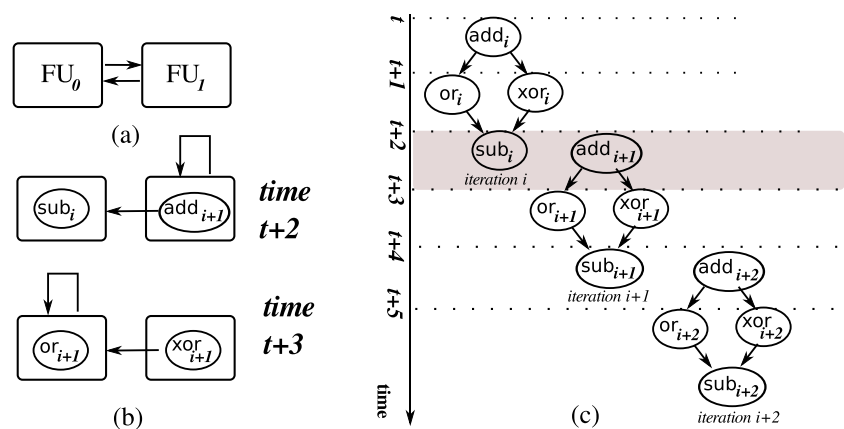 FU0 FU1
(a)
subi addi+1
time
t+2
ori+1 xori+1
time
t+3
(b)
t
t+1
t+2
t+3
t+4
t+5
time
addi
ori xori
subi addi+1
iteration i
ori+1 xori+1
subi+1 addi+2
iteration i+1
ori+2 xori+2
subi+2
iteration i+2
(c)